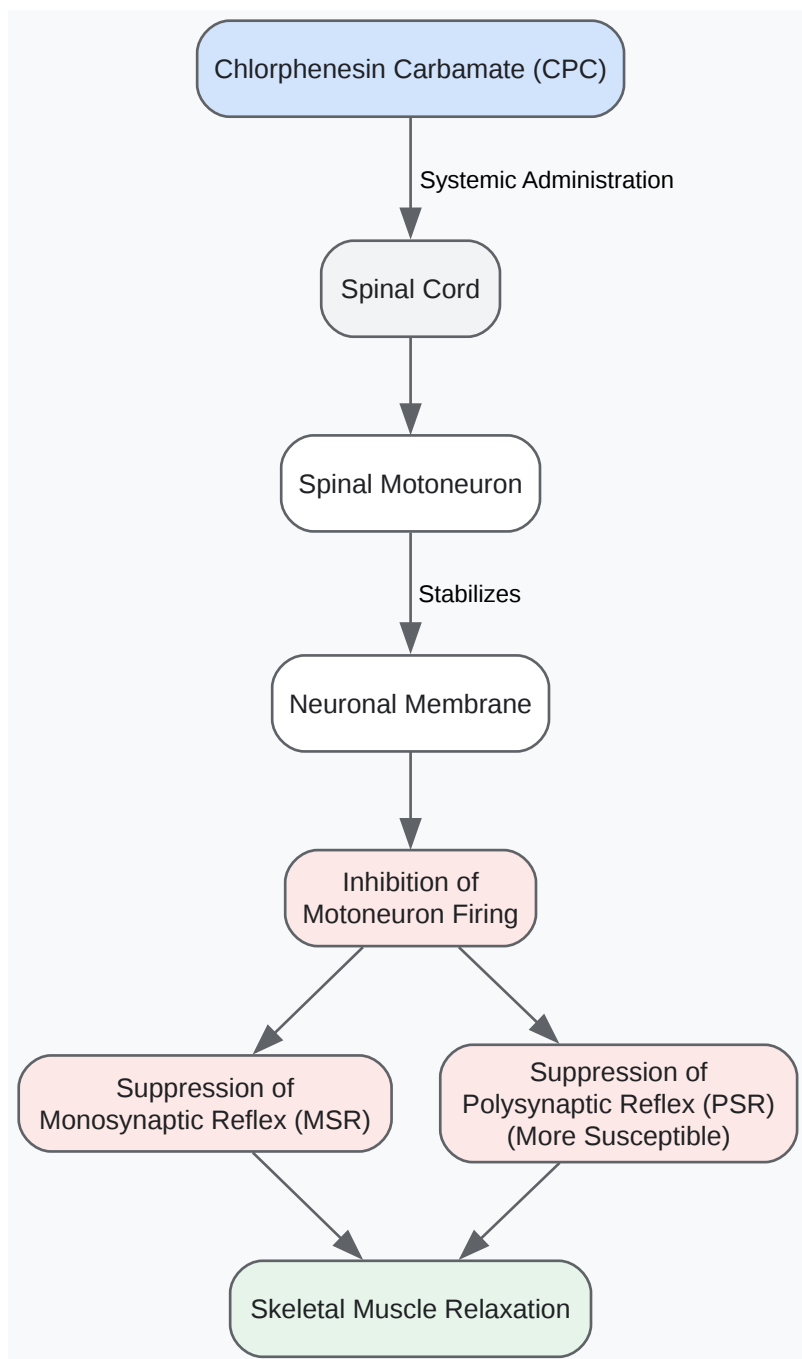 Chlorphenesin Carbamate (CPC)
Systemic Administration
Spinal Cord
Spinal Motoneuron
Stabilizes
Neuronal Membrane
Inhibition of
Motoneuron Firing
Suppression of
Monosynaptic Reflex (MSR)
Suppression of
Polysynaptic Reflex (PSR)
(More Susceptible)
Skeletal Muscle Relaxation